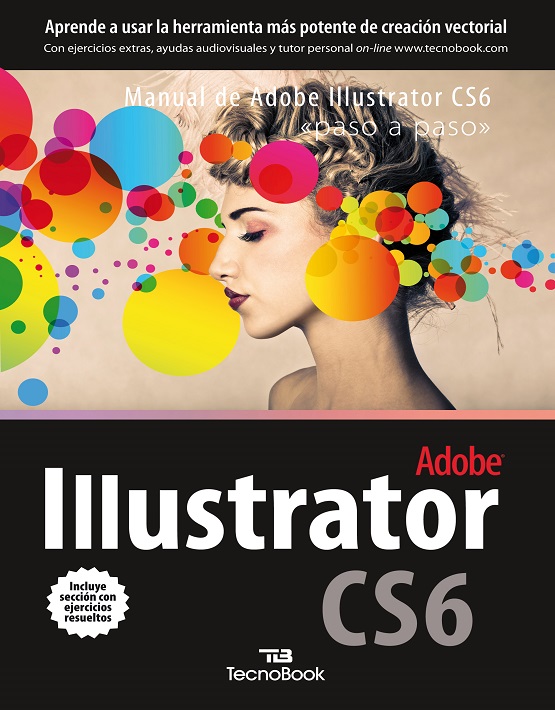 Aprende a usar la herramienta más potente de creación vectorial
Con ejercicios extras, ayudas audiovisuales y tutor personal on-line www.tecnobook.com
Manual de Adobe Illustrator CS6
«paso a paso»
Adobe®
Illustrator
CS6
Incluye
sección con
ejercicios
resueltos
TLB
TecnoBook